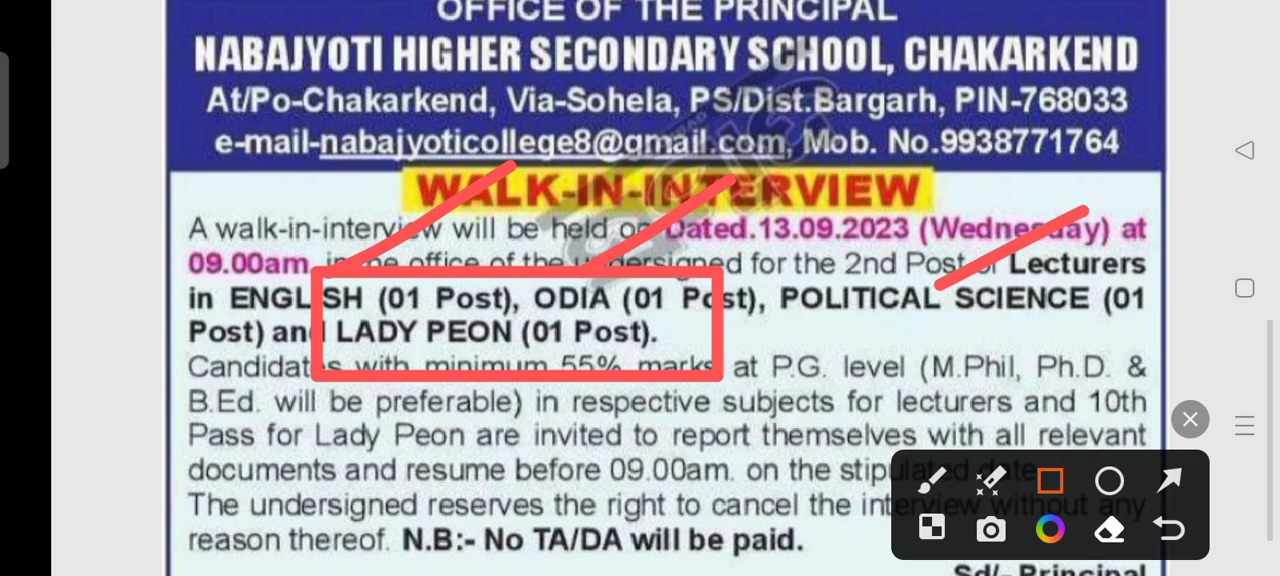 OFFICE OF THE PRINCIPAL
NABAJYOTI HIGHER SECONDARY SCHOOL, CHAKARKEND
At/Po-Chakarkend, Via-Sohela, PS/Dist.Bargarh, PIN-768033
e-mail-nabajyoticollege8@gmail.com, Mob. No.9938771764
WALK-IN-INTERVIEW
A walk-in-interview will be held on Dated.13.09.2023 (Wednesday) at
09.00am. in the office of the undersigned for the 2nd Post of Lecturers
in ENGLISH (01 Post), ODIA (01 Post), POLITICAL SCIENCE (01
Post) and LADY PEON (01 Post).
Candidates with minimum 55% marks at P.G. level (M.Phil, Ph.D. &
B.Ed. will be preferable) in respective subjects for lecturers and 10th
Pass for Lady Peon are invited to report themselves with all relevant
documents and resume before 09.00am. on the stipulated date.
The undersigned reserves the right to cancel the interview without any
reason thereof. N.B:- No TA/DA will be paid.
Sd/- Principal